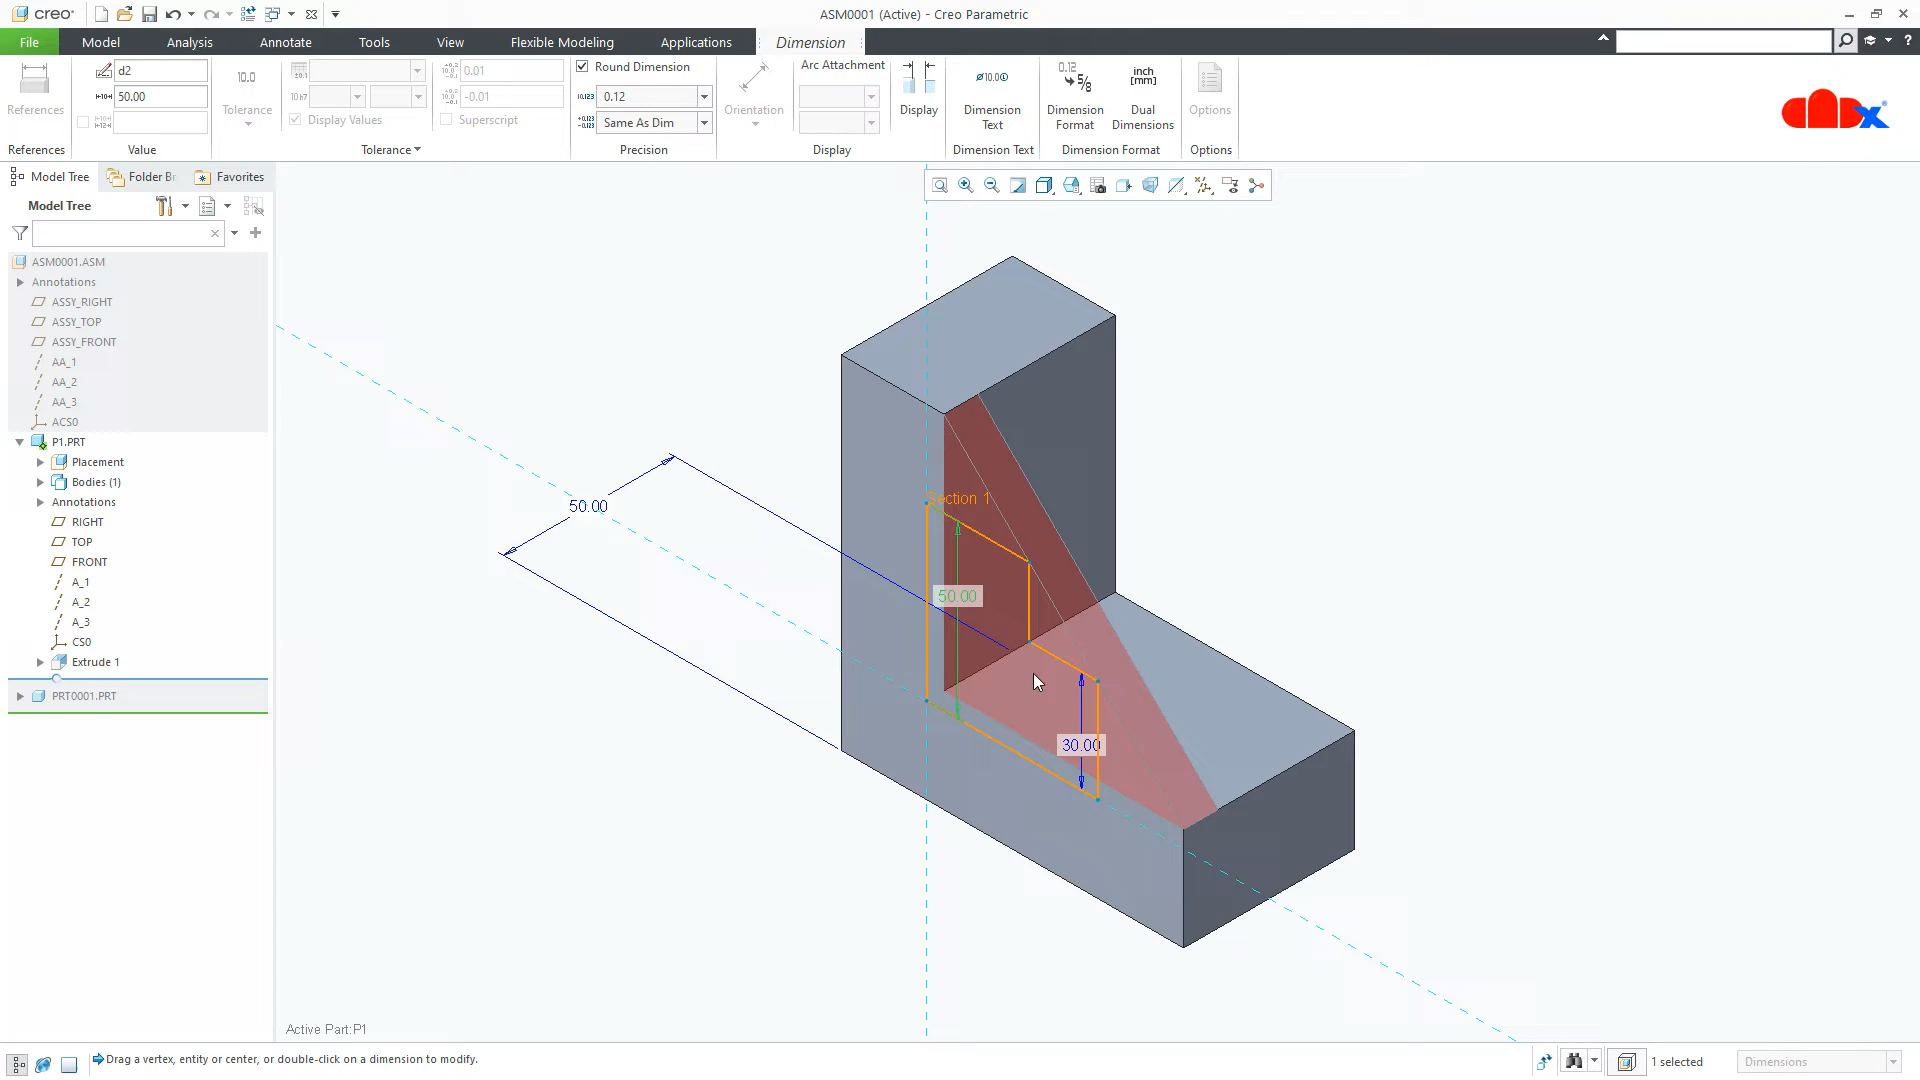 creo°
ASM0001 (Active) - Creo Parametric
File
Model
Analysis
Annotate
Tools
View
Flexible Modeling
Applications
Dimension
References
References
d2
50.00
Value
10.0
Tolerance
Display Values
0.01
-0.01
Superscript
Tolerance
Round Dimension
0.12
Same As Dim
Precision
Orientation
Arc Attachment
Display
Display
Dimension
Text
Dimension Text
Dimension
Format
inch
[mm]
Dual
Dimensions
Dimension Format
Options
Options
Model Tree
Folder Br
Favorites
Model Tree
ASM0001.ASM
Annotations
ASSY_RIGHT
ASSY_TOP
ASSY_FRONT
AA_1
AA_2
AA_3
ACS0
P1.PRT
Placement
Bodies (1)
Annotations
RIGHT
TOP
FRONT
A_1
A_2
A_3
CS0
Extrude 1
PRT0001.PRT
50.00
Section 1
50.00
30.00
Active Part:P1
Drag a vertex, entity or center, or double-click on a dimension to modify.
1 selected
Dimensions